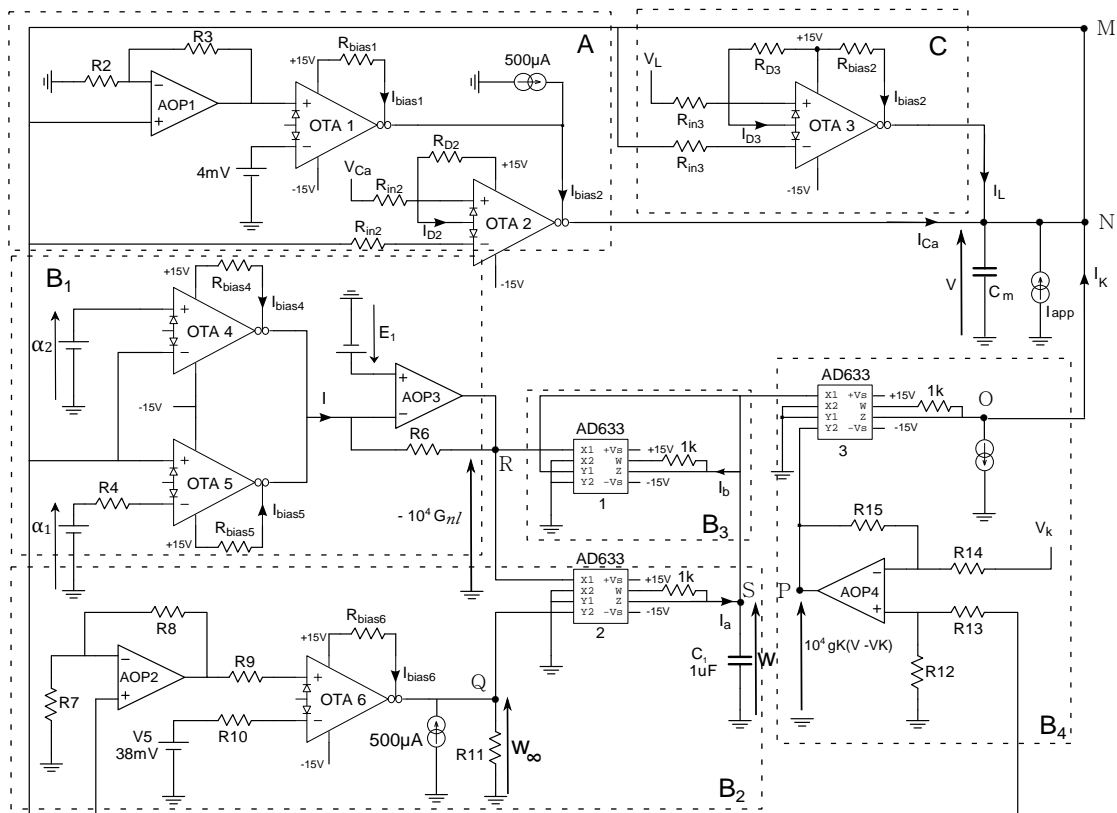 A
R2
R3
AOP1
+15V
Rbias1
Ibias1
OTA 1
4mV
-15V
500µA
VCa
Rin2
RD2
+15V
ID2
OTA 2
Rin2
-15V
Ibias2
ICa
C
VL
Rin3
RD3
+15V
Rbias2
Ibias2
ID3
OTA 3
Rin3
-15V
IL
M
N
V
Cm
Iapp
IK
B1
+15V
Rbias4
Ibias4
OTA 4
α2
-15V
OTA 5
R4
α1
+15V
Rbias5
Ibias5
I
E1
AOP3
R6
R
- 10⁴ Gnl
AD633
X1
X2
Y1
Y2
+Vs
W
Z
-Vs
+15V
1k
-15V
1
Ib
B3
AD633
X1
X2
Y1
Y2
+Vs
W
Z
-Vs
+15V
1k
-15V
2
Ia
S
C1
1uF
W
AD633
X1
X2
Y1
Y2
+Vs
W
Z
-Vs
+15V
1k
-15V
3
O
R15
R14
Vk
AOP4
P
R13
R12
10⁴ gK(V -VK)
B4
R8
R7
AOP2
R9
V5
38mV
R10
+15V
Rbias6
Ibias6
OTA 6
-15V
500µA
Q
R11
W∞
B2